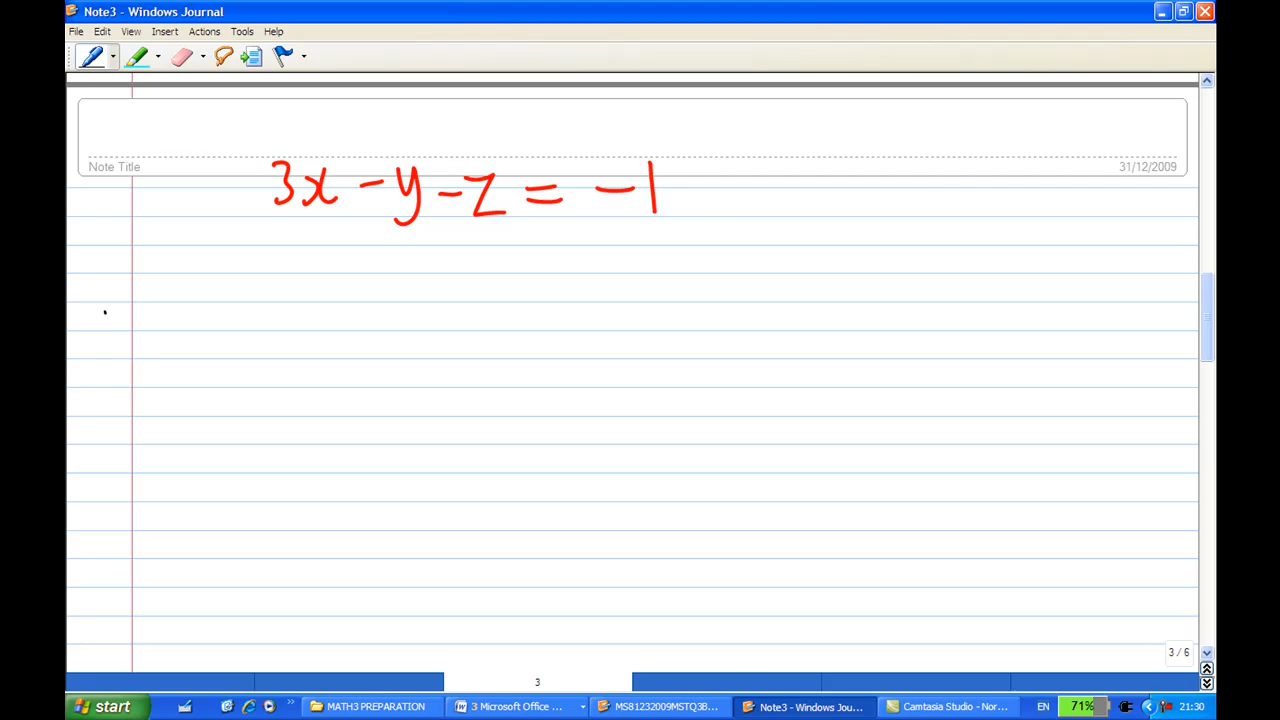 Note3 - Windows Journal
File Edit View Insert Actions Tools Help
Note Title
31/12/2009
3x - y - z = -1
3 / 6
3
start
»
MATH3 PREPARATION
3 Microsoft Office ...
MS81232009MSTQ3B...
Note3 - Windows Jou...
Camtasia Studio - Nor...
EN
71%
21:30